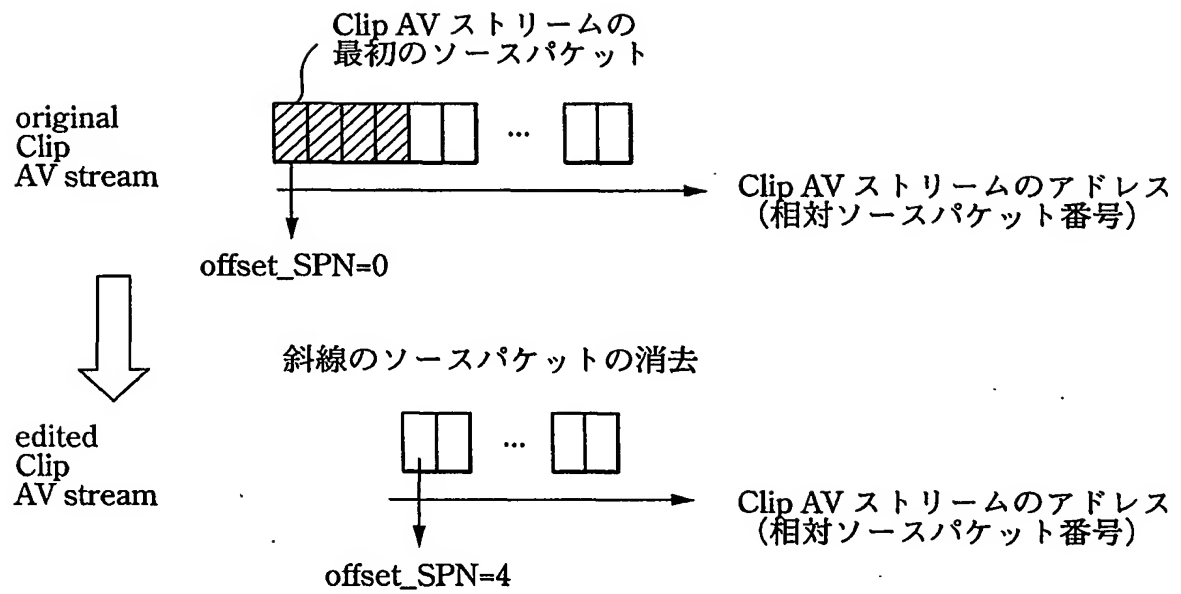 Clip AV ストリームの
最初のソースパケット
original
Clip
AV stream
...
Clip AV ストリームのアドレス
（相対ソースパケット番号）
offset_SPN=0
斜線のソースパケットの消去
edited
Clip
AV stream
...
Clip AV ストリームのアドレス
（相対ソースパケット番号）
offset_SPN=4